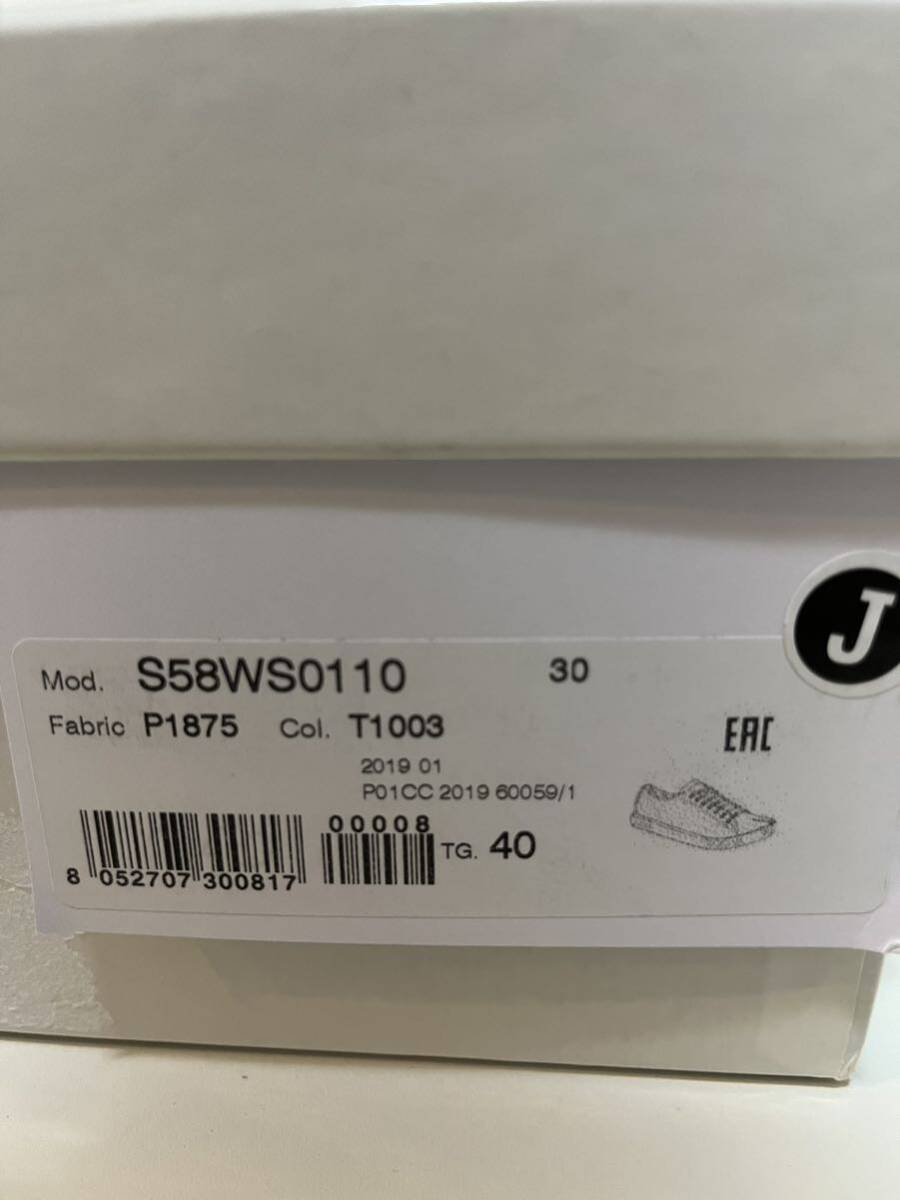 J
Mod. S58WS0110 30
Fabric P1875 Col. T1003
EAC
2019 01
P01CC 2019 60059/1
00008
TG. 40
8 052707 300817